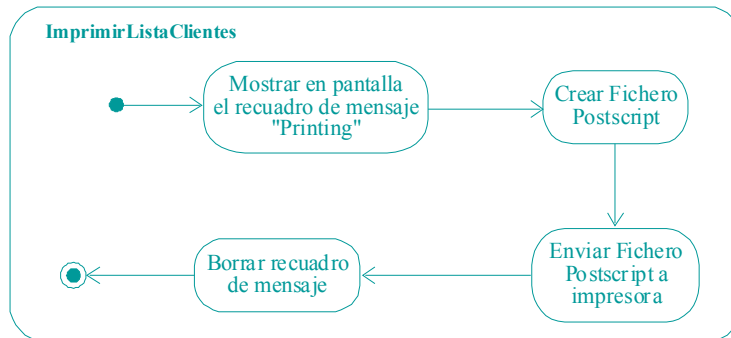 ImprimirListaClientes
Mostrar en pantalla
el recuadro de mensaje
"Printing"
Crear Fichero
Postscript
Enviar Fichero
Postscript a
impresora
Borrar recuadro
de mensaje